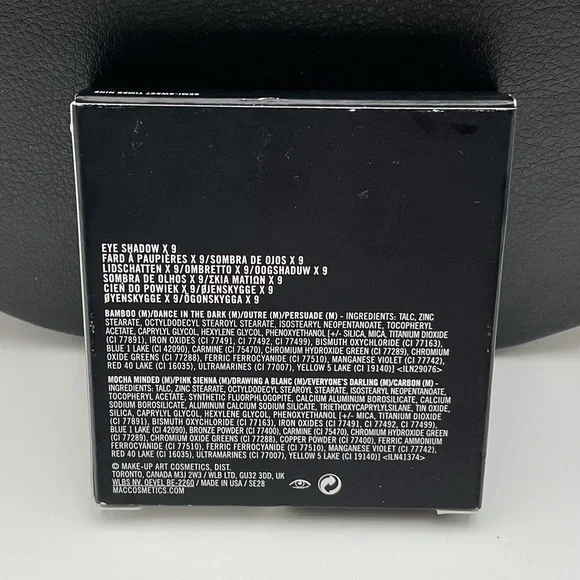 SEMI-SWEET TIMES NINE
EYE SHADOW X 9
FARD À PAUPIÈRES X 9/SOMBRA DE OJOS X 9
LIDSCHATTEN X 9/OMBRETTO X 9/OOGSHADUW X 9
SOMBRA DE OLHOS X 9/ΣΚΙΑ ΜΑΤΙΩΝ X 9
CIEŃ DO POWIEK X 9/ØJENSKYGGE X 9
ØYENSKYGGE X 9/ÖGONSKYGGA X 9
BAMBOO (M)/DANCE IN THE DARK (M)/OUTRE (M)/PERSUADE (M) - INGREDIENTS: TALC, ZINC
STEARATE, OCTYLDODECYL STEAROYL STEARATE, ISOSTEARYL NEOPENTANOATE, TOCOPHERYL
ACETATE, CAPRYLYL GLYCOL, HEXYLENE GLYCOL, PHENOXYETHANOL [+/- SILICA, MICA, TITANIUM DIOXIDE
(CI 77891), IRON OXIDES (CI 77491, CI 77492, CI 77499), BISMUTH OXYCHLORIDE (CI 77163),
BLUE 1 LAKE (CI 42090), CARMINE (CI 75470), CHROMIUM HYDROXIDE GREEN (CI 77289), CHROMIUM
OXIDE GREENS (CI 77288), FERRIC FERROCYANIDE (CI 77510), MANGANESE VIOLET (CI 77742),
RED 40 LAKE (CI 16035), ULTRAMARINES (CI 77007), YELLOW 5 LAKE (CI 19140)] <ILN29076>
MOCHA MINDED (M)/PINK SIENNA (M)/DRAWING A BLANC (M)/EVERYONE'S DARLING (M)/CARBON (M) -
INGREDIENTS: TALC, ZINC STEARATE, OCTYLDODECYL STEAROYL STEARATE, ISOSTEARYL NEOPENTANOATE,
TOCOPHERYL ACETATE, SYNTHETIC FLUORPHLOGOPITE, CALCIUM ALUMINUM BOROSILICATE, CALCIUM
ALUMINUM BOROSILICATE, CALCIUM SODIUM SILICATE, TRIETHOXYCAPRYLYLSILANE, TIN OXIDE,
SILICA, CAPRYLYL GLYCOL, HEXYLENE GLYCOL, PHENOXYETHANOL [+/- MICA, TITANIUM DIOXIDE
(CI 77891), BISMUTH OXYCHLORIDE (CI 77163), IRON OXIDES (CI 77491, CI 77492, CI 77499),
BLUE 1 LAKE (CI 42090), BRONZE POWDER (CI 77400), CARMINE (CI 75470), CHROMIUM HYDROXIDE GREEN
(CI 77289), CHROMIUM OXIDE GREENS (CI 77288), COPPER POWDER (CI 77400), FERRIC AMMONIUM
FERROCYANIDE (CI 77510), FERRIC FERROCYANIDE (CI 77510), MANGANESE VIOLET (CI 77742),
RED 40 LAKE (CI 16035), ULTRAMARINES (CI 77007), YELLOW 5 LAKE (CI 19140)] <ILN41374>
© MAKE-UP ART COSMETICS, DIST.
TORONTO, CANADA M3J 2W3 / WLB LTD, GU32 3DD, UK
WLBS NV, OEVEL BE-2260 / MADE IN USA / SE28
MACCOSMETICS.COM